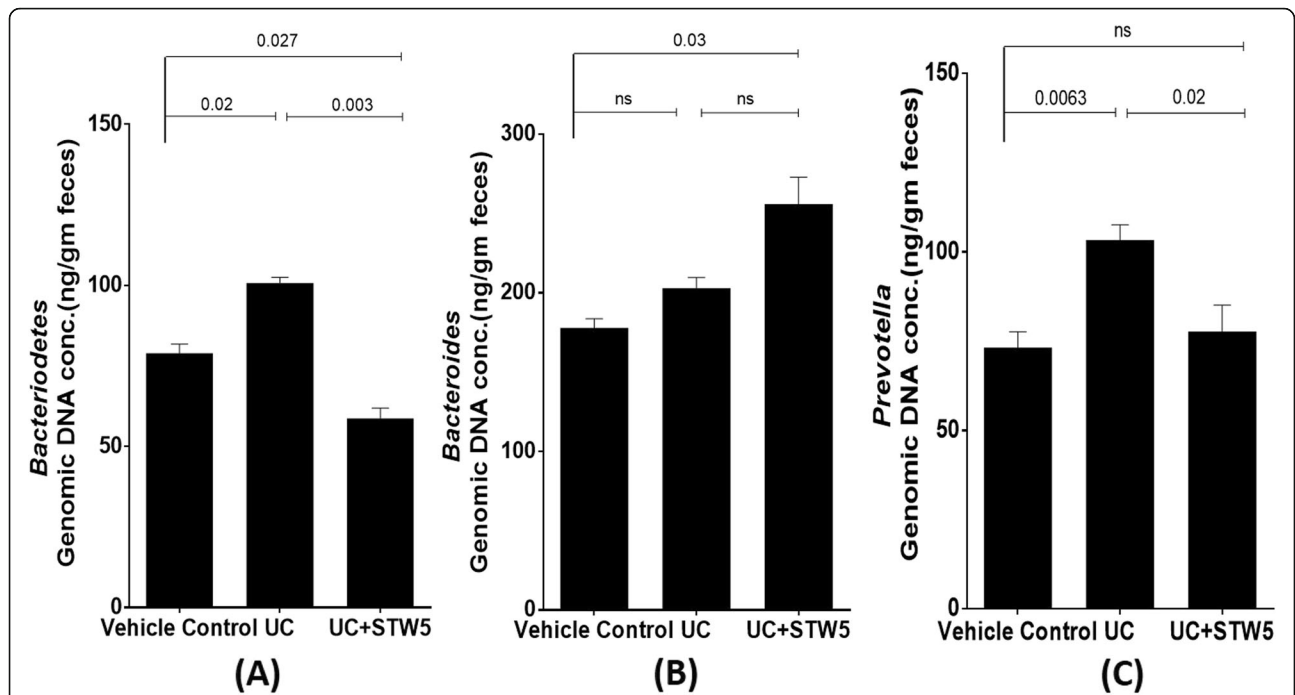 0.027
0.02
0.003
150
100
50
0
Bacteriodetes
Genomic DNA conc.(ng/gm feces)
Vehicle Control UC UC+STW5
(A)
0.03
ns
ns
300
200
100
0
Bacteroides
Genomic DNA conc.(ng/gm feces)
Vehicle Control UC UC+STW5
(B)
ns
0.0063
0.02
150
100
50
0
Prevotella
Genomic DNA conc.(ng/gm feces)
Vehicle Control UC UC+STW5
(C)